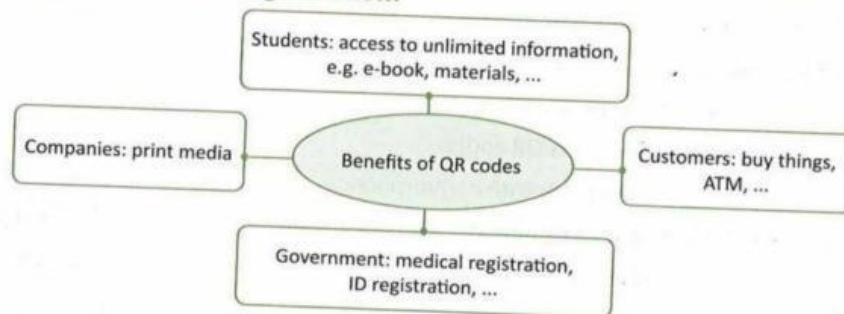 Students: access to unlimited information,
e.g. e-book, materials, ...
Companies: print media
Benefits of QR codes
Customers: buy things,
ATM, ...
Government: medical registration,
ID registration, ...